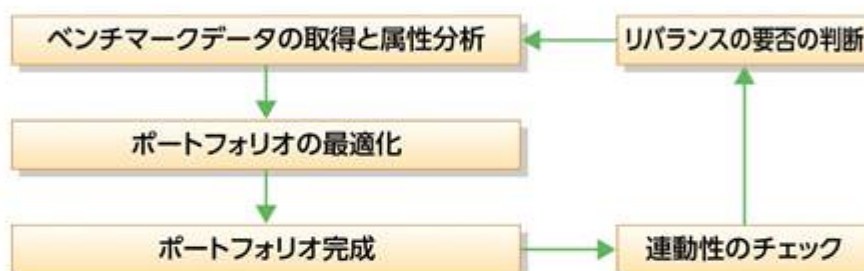 ベンチマークデータの取得と属性分析
リバランスの要否の判断
ポートフォリオの最適化
ポートフォリオ完成
連動性のチェック